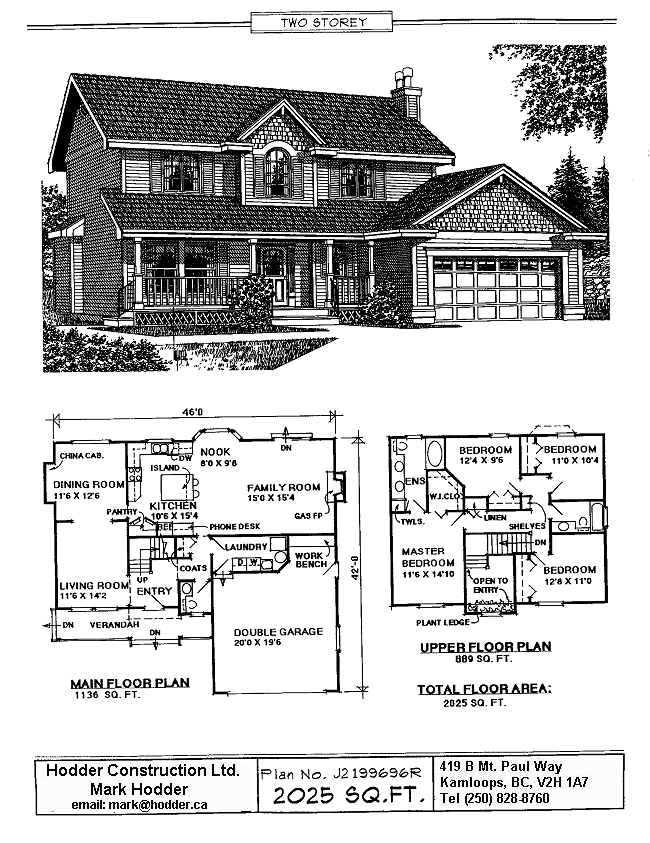 TWO STOREY
46'0
DN
CHINA CAB.
DW
NOOK
8'0 X 9'6
ISLAND
DINING ROOM
11'6 X 12'6
FAMILY ROOM
15'0 X 15'4
KITCHEN
10'6 X 15'4
GAS FP
PANTRY
REF
PHONE DESK
LAUNDRY
WORK
BENCH
D W
COATS
UP
ENTRY
LIVING ROOM
11'6 X 14'2
42'-0
DN
VERANDAH
DN
DOUBLE GARAGE
20'0 X 19'6
MAIN FLOOR PLAN
1136 SQ. FT.
BEDROOM
12'4 X 9'6
BEDROOM
11'0 X 10'4
ENS
W.I.CLO
TWLS.
LINEN
SHELVES
DN
MASTER
BEDROOM
11'6 X 14'10
OPEN TO
ENTRY
BEDROOM
12'8 X 11'0
PLANT LEDGE
UPPER FLOOR PLAN
889 SQ. FT.
TOTAL FLOOR AREA:
2025 SQ. FT.
Hodder Construction Ltd.
Mark Hodder
email: mark@hodder.ca
Plan No. J2199696R
2025 SQ.FT.
419 B Mt. Paul Way
Kamloops, BC, V2H 1A7
Tel (250) 828-8760